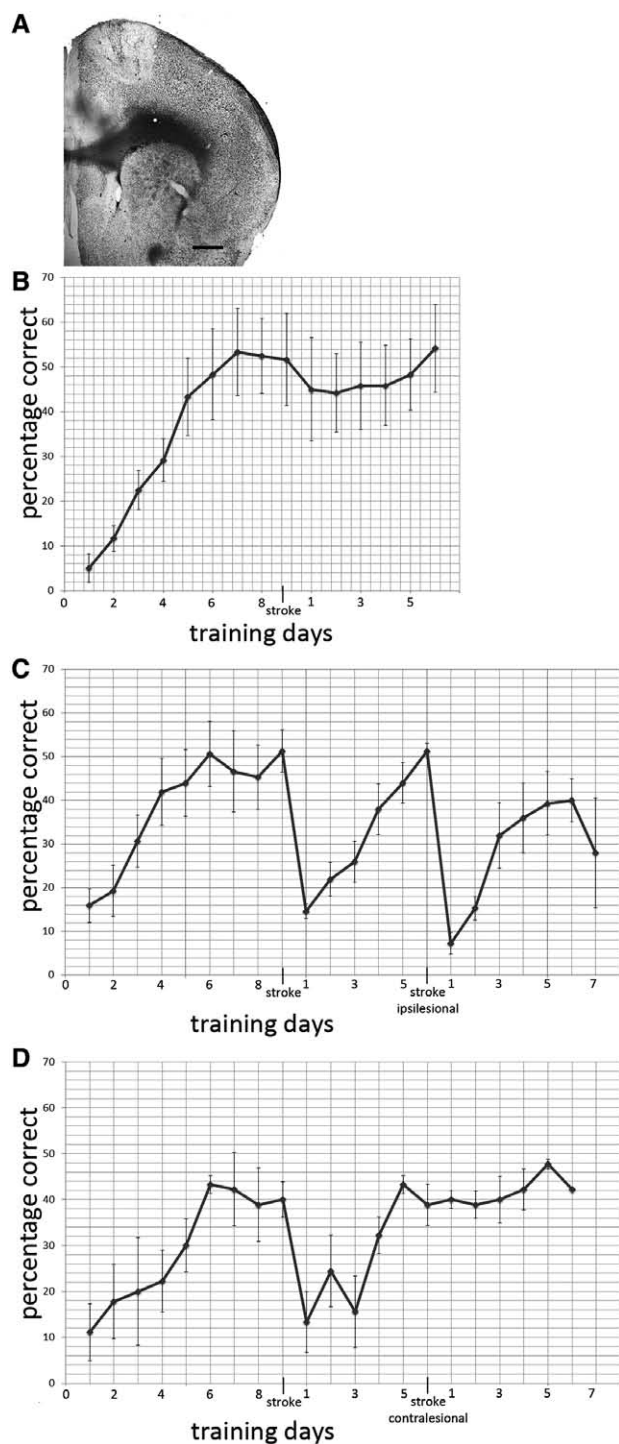 A
B
percentage correct
70
60
50
40
30
20
10
0
0 2 4 6 8 1 3 5
stroke
training days
C
percentage correct
70
60
50
40
30
20
10
0
0 2 4 6 8 1 3 5 1 3 5 7
stroke stroke
ipsilesional
training days
D
percentage correct
70
60
50
40
30
20
10
0
0 2 4 6 8 1 3 5 1 3 5 7
stroke stroke
contralesional
training days